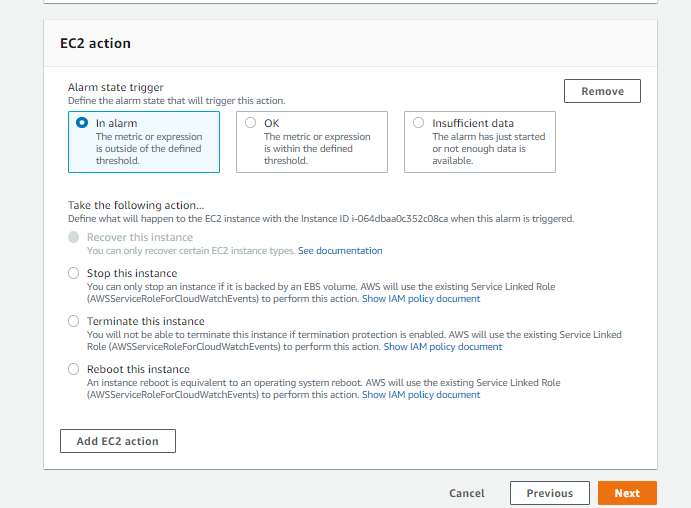 EC2 action
Alarm state trigger
Define the alarm state that will trigger this action.
Remove
In alarm
The metric or expression
is outside of the defined
threshold.
OK
The metric or expression
is within the defined
threshold.
Insufficient data
The alarm has just started
or not enough data is
available.
Take the following action...
Define what will happen to the EC2 instance with the Instance ID i-064dbaa0c352c08ca when this alarm is triggered.
Recover this instance
You can only recover certain EC2 instance types. See documentation
Stop this instance
You can only stop an instance if it is backed by an EBS volume. AWS will use the existing Service Linked Role
(AWSServiceRoleForCloudWatchEvents) to perform this action. Show IAM policy document
Terminate this instance
You will not be able to terminate this instance if termination protection is enabled. AWS will use the existing Service Linked
Role (AWSServiceRoleForCloudWatchEvents) to perform this action. Show IAM policy document
Reboot this instance
An instance reboot is equivalent to an operating system reboot. AWS will use the existing Service Linked Role
(AWSServiceRoleForCloudWatchEvents) to perform this action. Show IAM policy document
Add EC2 action
Cancel
Previous
Next